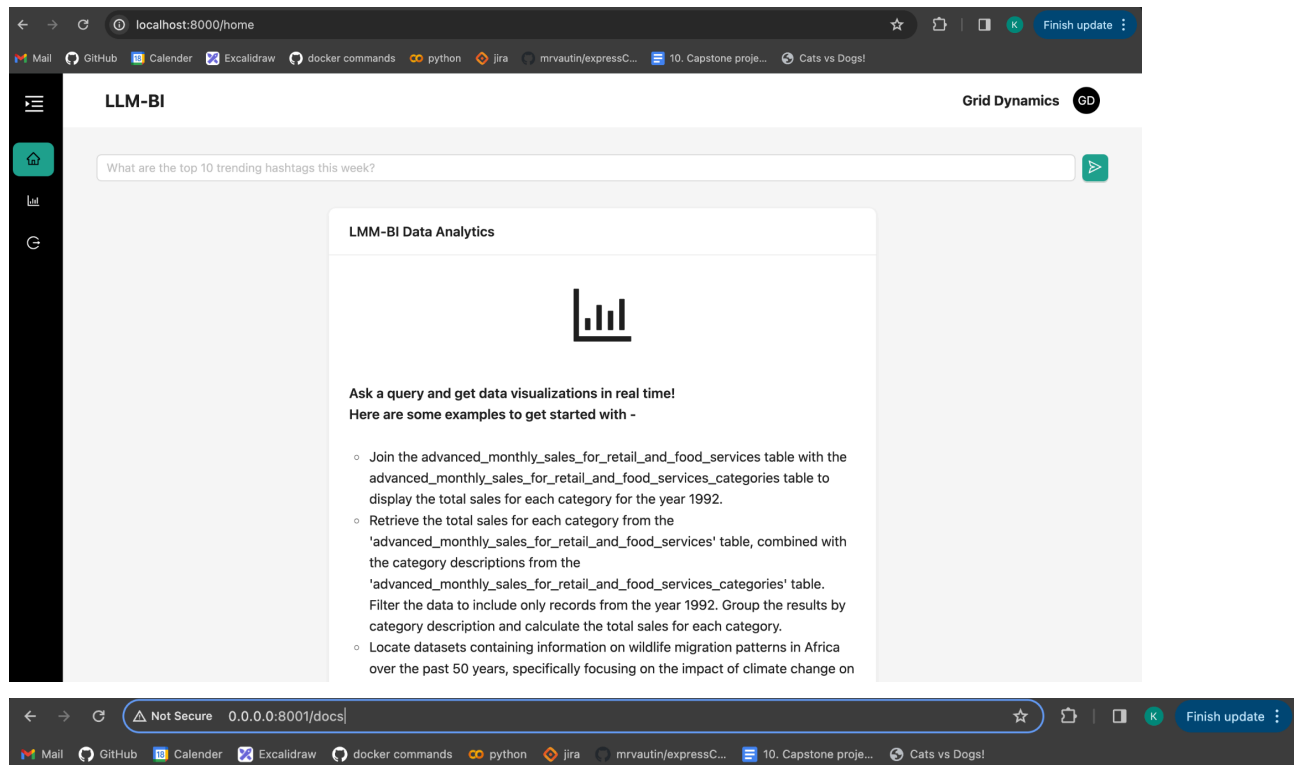 localhost:8000/home
K
Finish update
Mail GitHub 18 Calender Excalidraw docker commands python jira mrvautin/expressC... 10. Capstone proje... Cats vs Dogs!
LLM-BI
Grid Dynamics GD
What are the top 10 trending hashtags this week?
LMM-BI Data Analytics
Ask a query and get data visualizations in real time!
Here are some examples to get started with -
Join the advanced_monthly_sales_for_retail_and_food_services table with the
advanced_monthly_sales_for_retail_and_food_services_categories table to
display the total sales for each category for the year 1992.
Retrieve the total sales for each category from the
'advanced_monthly_sales_for_retail_and_food_services' table, combined with
the category descriptions from the
'advanced_monthly_sales_for_retail_and_food_services_categories' table.
Filter the data to include only records from the year 1992. Group the results by
category description and calculate the total sales for each category.
Locate datasets containing information on wildlife migration patterns in Africa
over the past 50 years, specifically focusing on the impact of climate change on
Not Secure 0.0.0.0:8001/docs
K
Finish update
Mail GitHub 18 Calender Excalidraw docker commands python jira mrvautin/expressC... 10. Capstone proje... Cats vs Dogs!